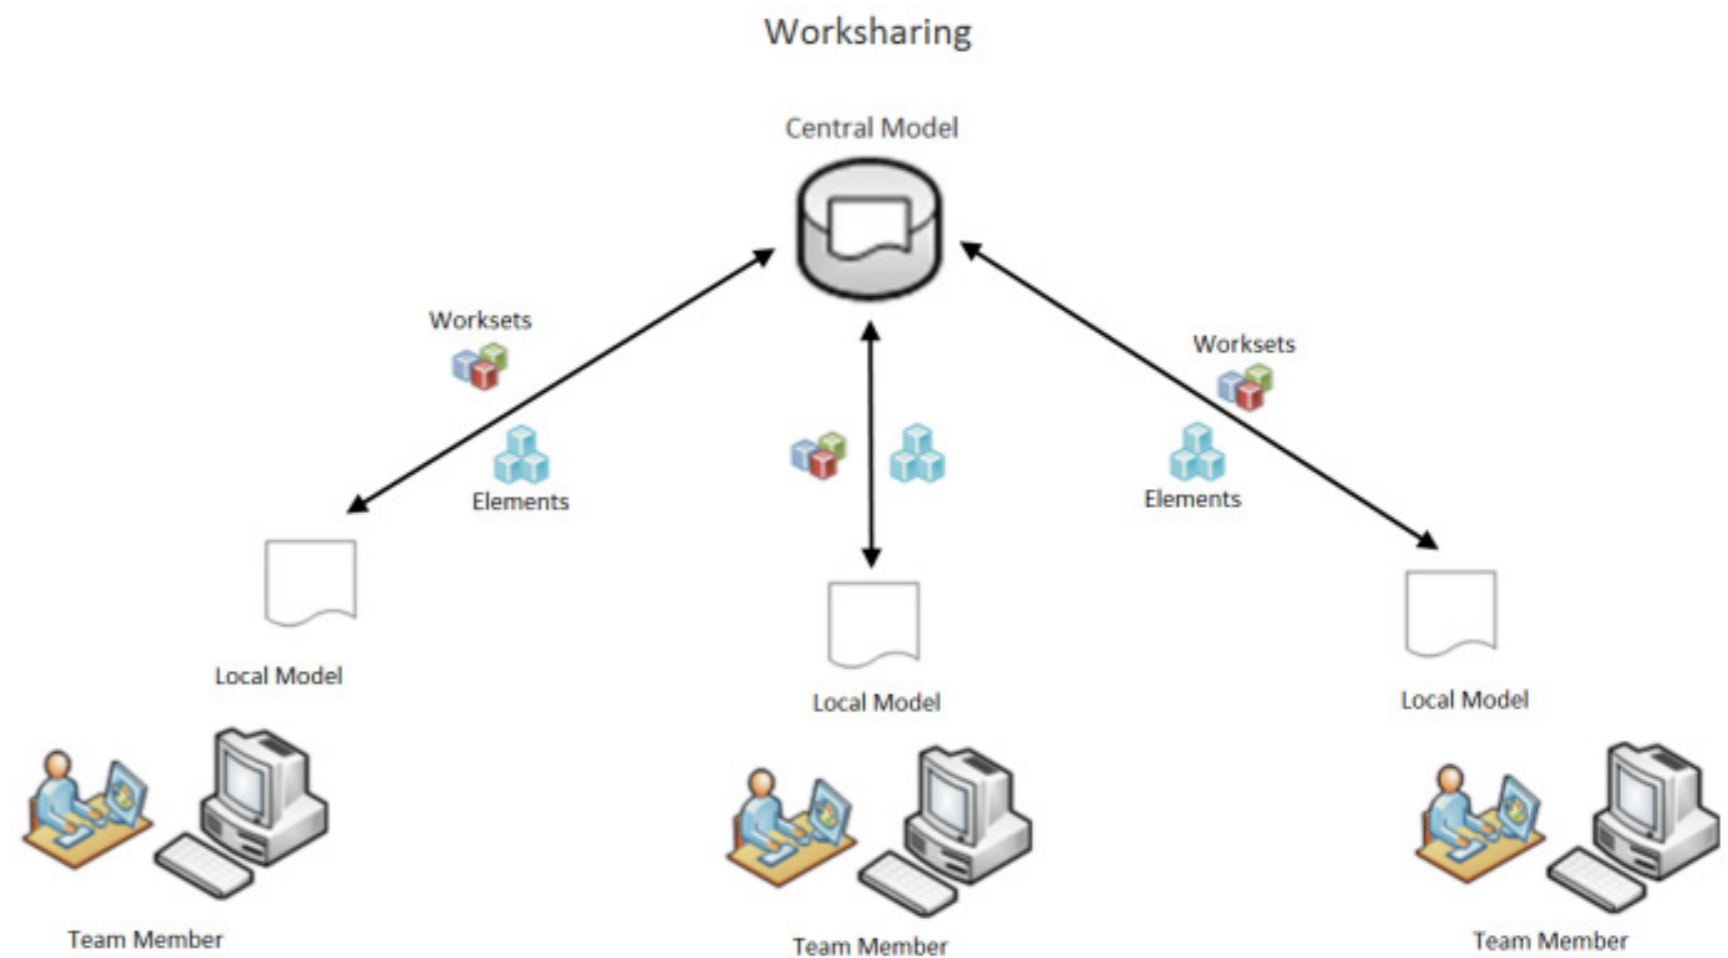 Worksharing
Central Model
Worksets
Elements
Worksets
Elements
Local Model
Local Model
Local Model
Team Member
Team Member
Team Member